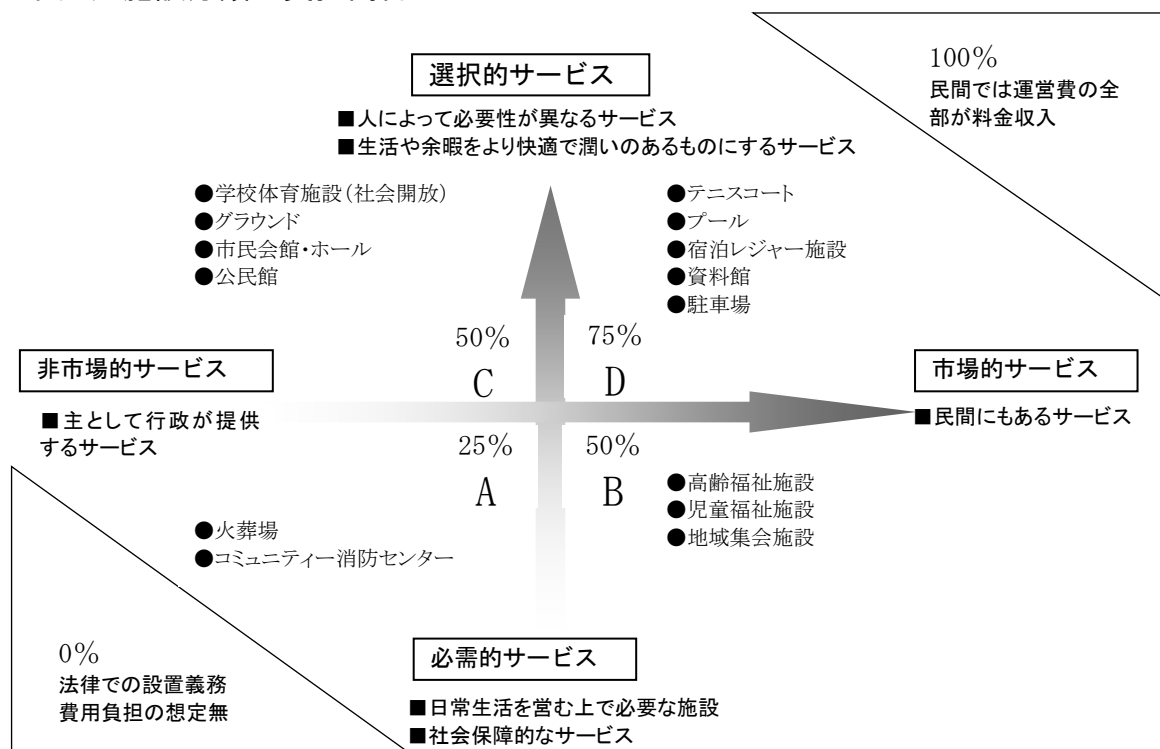 選択的サービス
■人によって必要性が異なるサービス
■生活や余暇をより快適で潤いのあるものにするサービス
100%
民間では運営費の全
部が料金収入
●学校体育施設(社会開放)
●グラウンド
●市民会館・ホール
●公民館
●テニスコート
●プール
●宿泊レジャー施設
●資料館
●駐車場
50%
C
75%
D
非市場的サービス
■主として行政が提供
するサービス
市場的サービス
■民間にもあるサービス
25%
A
50%
B
●高齢福祉施設
●児童福祉施設
●地域集会施設
●火葬場
●コミュニティー消防センター
0%
法律での設置義務
費用負担の想定無
必需的サービス
■日常生活を営む上で必要な施設
■社会保障的なサービス